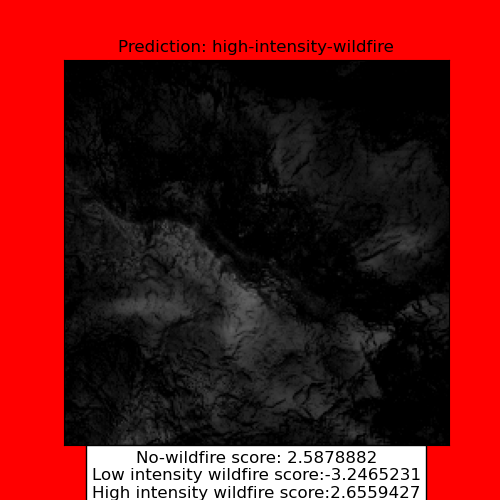 Prediction: high-intensity-wildfire
No-wildfire score: 2.5878882
Low intensity wildfire score:-3.2465231
High intensity wildfire score:2.6559427